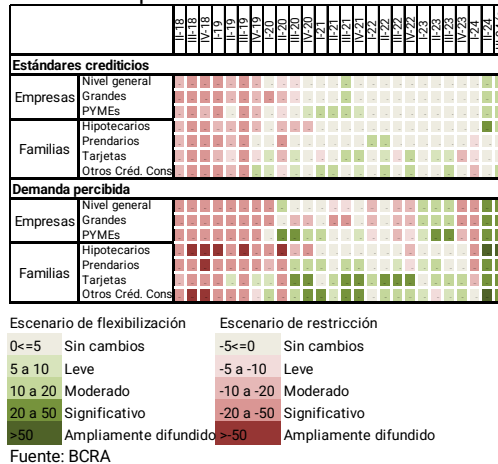 II-18 III-18 IV-18 I-19 II-19 III-19 IV-19 I-20 II-20 III-20 IV-20 I-21 II-21 III-21 IV-21 I-22 II-22 III-22 IV-22 I-23 II-23 III-23 IV-23 I-24 II-24
Estándares crediticios
Empresas
Nivel general
Grandes
PYMEs
Familias
Hipotecarios
Prendarios
Tarjetas
Otros Créd. Cons
Demanda percibida
Empresas
Nivel general
Grandes
PYMEs
Familias
Hipotecarios
Prendarios
Tarjetas
Otros Créd. Cons
Escenario de flexibilización Escenario de restricción
0<=5 Sin cambios -5<=0 Sin cambios
5 a 10 Leve -5 a -10 Leve
10 a 20 Moderado -10 a -20 Moderado
20 a 50 Significativo -20 a -50 Significativo
>50 Ampliamente difundido >-50 Ampliamente difundido
Fuente: BCRA